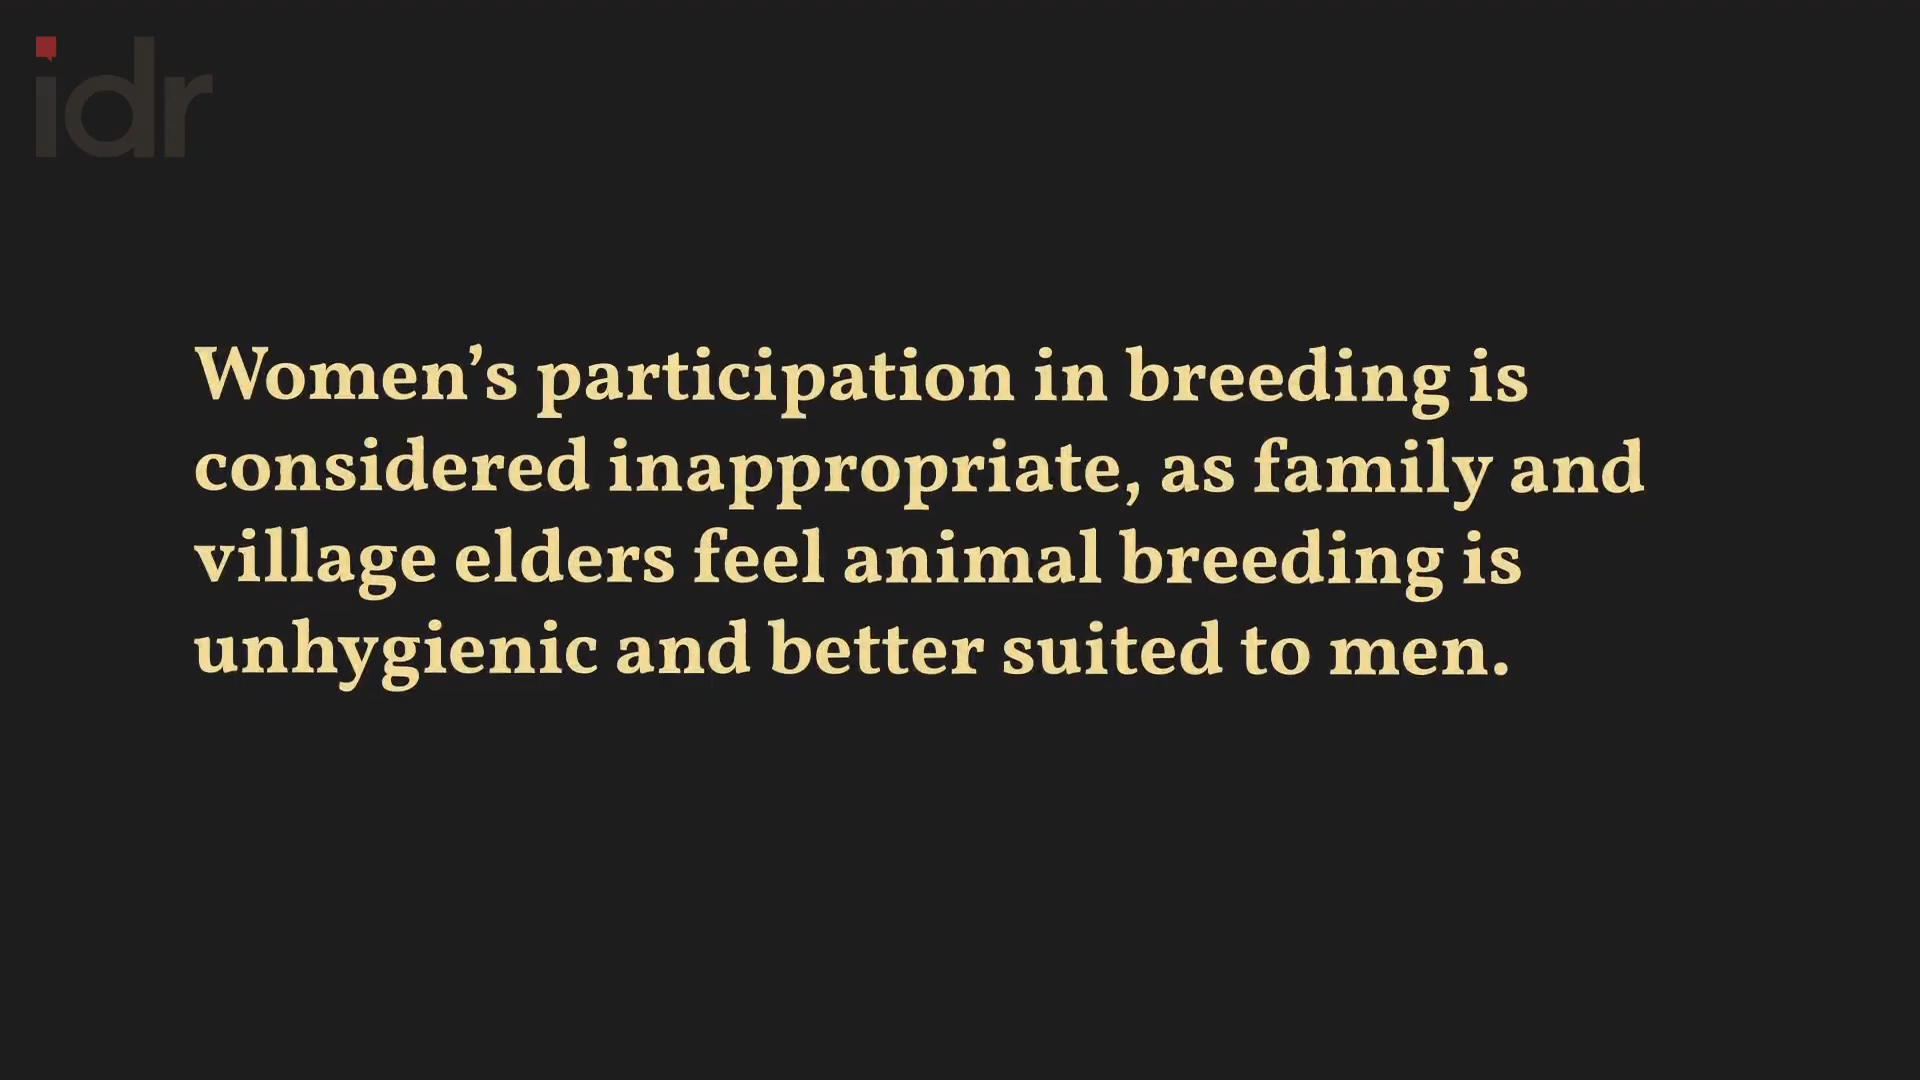 idr
Women’s participation in breeding is
considered inappropriate, as family and
village elders feel animal breeding is
unhygienic and better suited to men.